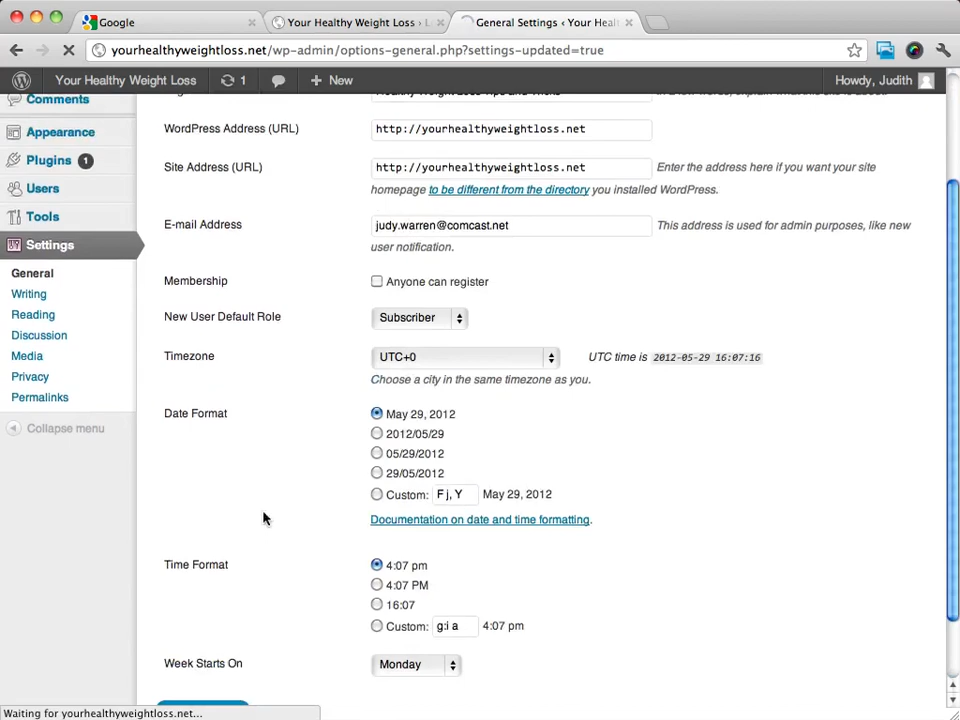 Google
Your Healthy Weight Loss › L
General Settings ‹ Your Heal
yourhealthyweightloss.net/wp-admin/options-general.php?settings-updated=true
Your Healthy Weight Loss 1 New Howdy, Judith
Comments
Appearance
Plugins 1
Users
Tools
Settings
General
Writing
Reading
Discussion
Media
Privacy
Permalinks
Collapse menu
WordPress Address (URL) http://yourhealthyweightloss.net
Site Address (URL) http://yourhealthyweightloss.net Enter the address here if you want your site
homepage to be different from the directory you installed WordPress.
E-mail Address judy.warren@comcast.net This address is used for admin purposes, like new
user notification.
Membership Anyone can register
New User Default Role Subscriber
Timezone UTC+0 UTC time is 2012-05-29 16:07:16
Choose a city in the same timezone as you.
Date Format May 29, 2012
2012/05/29
05/29/2012
29/05/2012
Custom: F j, Y May 29, 2012
Documentation on date and time formatting.
Time Format 4:07 pm
4:07 PM
16:07
Custom: g:i a 4:07 pm
Week Starts On Monday
Waiting for yourhealthyweightloss.net...